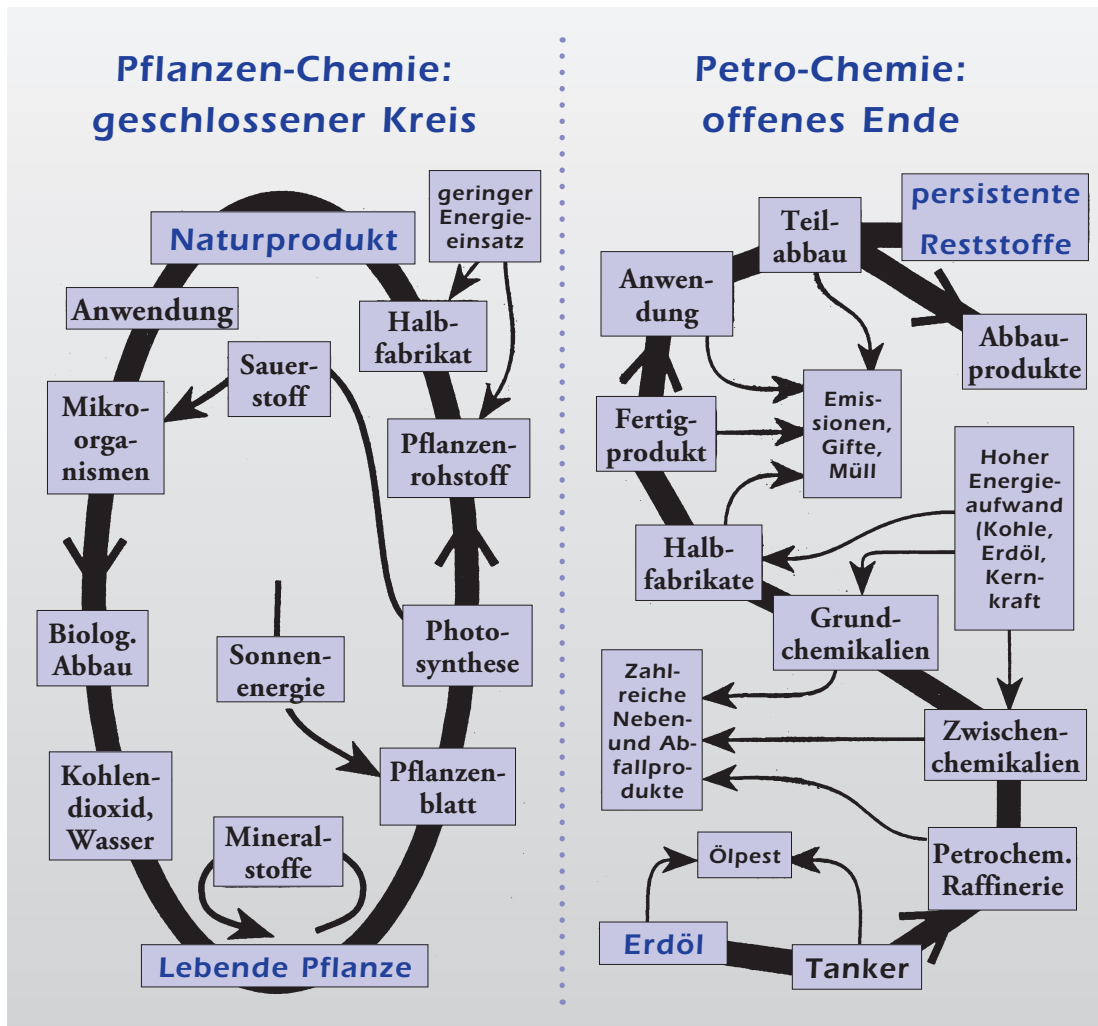 Pflanzen-Chemie:
geschlossener Kreis
geringer
Energie-
einsatz
Naturprodukt
Anwendung
Halb-
fabrikat
Sauer-
stoff
Mikro-
orga-
nismen
Pflanzen-
rohstoff
Biolog.
Abbau
Sonnen-
energie
Photo-
synthese
Kohlen-
dioxid,
Wasser
Pflanzen-
blatt
Mineral-
stoffe
Lebende Pflanze
Petro-Chemie:
offenes Ende
persistente
Reststoffe
Teil-
abbau
Anwen-
dung
Abbau-
produkte
Emis-
sionen,
Gifte,
Müll
Fertig-
produkt
Hoher
Energie-
aufwand
(Kohle,
Erdöl,
Kern-
kraft
Halb-
fabrikate
Grund-
chemikalien
Zahl-
reiche
Neben-
und Ab-
fallpro-
dukte
Zwischen-
chemikalien
Petrochem.
Raffinerie
Ölpest
Erdöl
Tanker